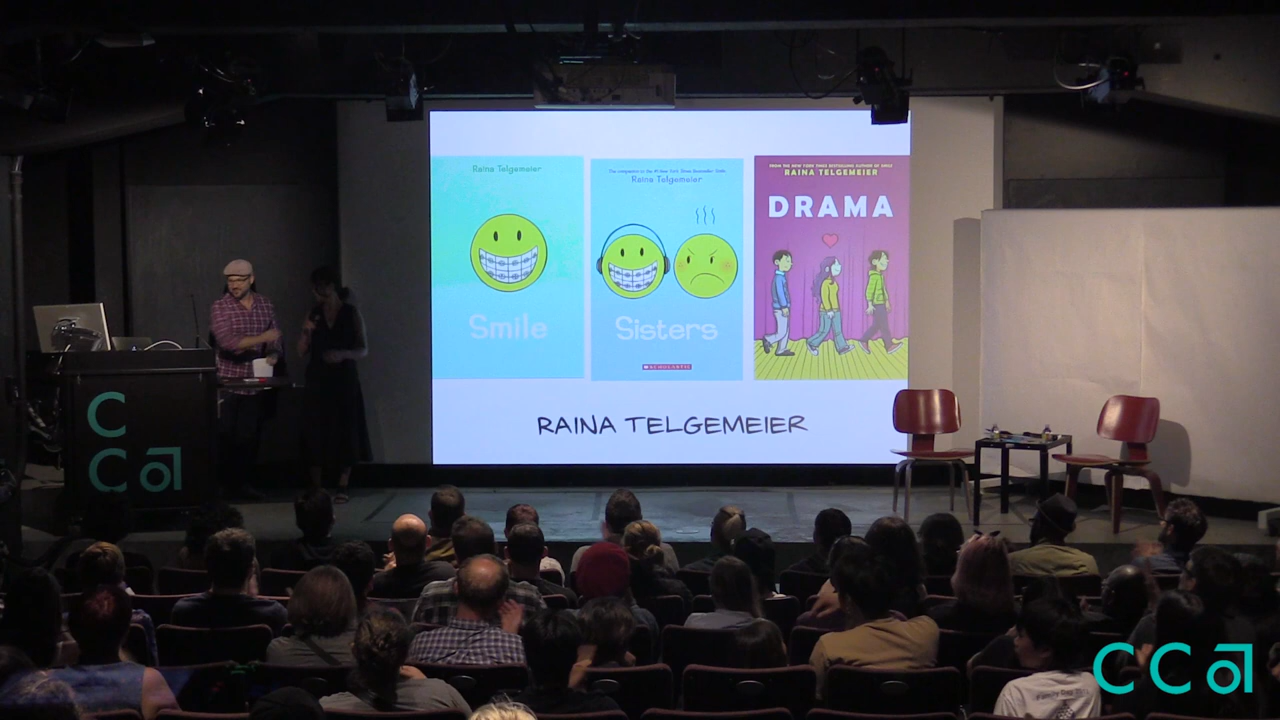 Raina Telgemeier
Smile
The companion to the #1 New York Times Bestseller Smile
Raina Telgemeier
Sisters
SCHOLASTIC
FROM THE NEW YORK TIMES BESTSELLING AUTHOR OF SMILE
RAINA TELGEMEIER
DRAMA
RAINA TELGEMEIER
C
CCa
CCa